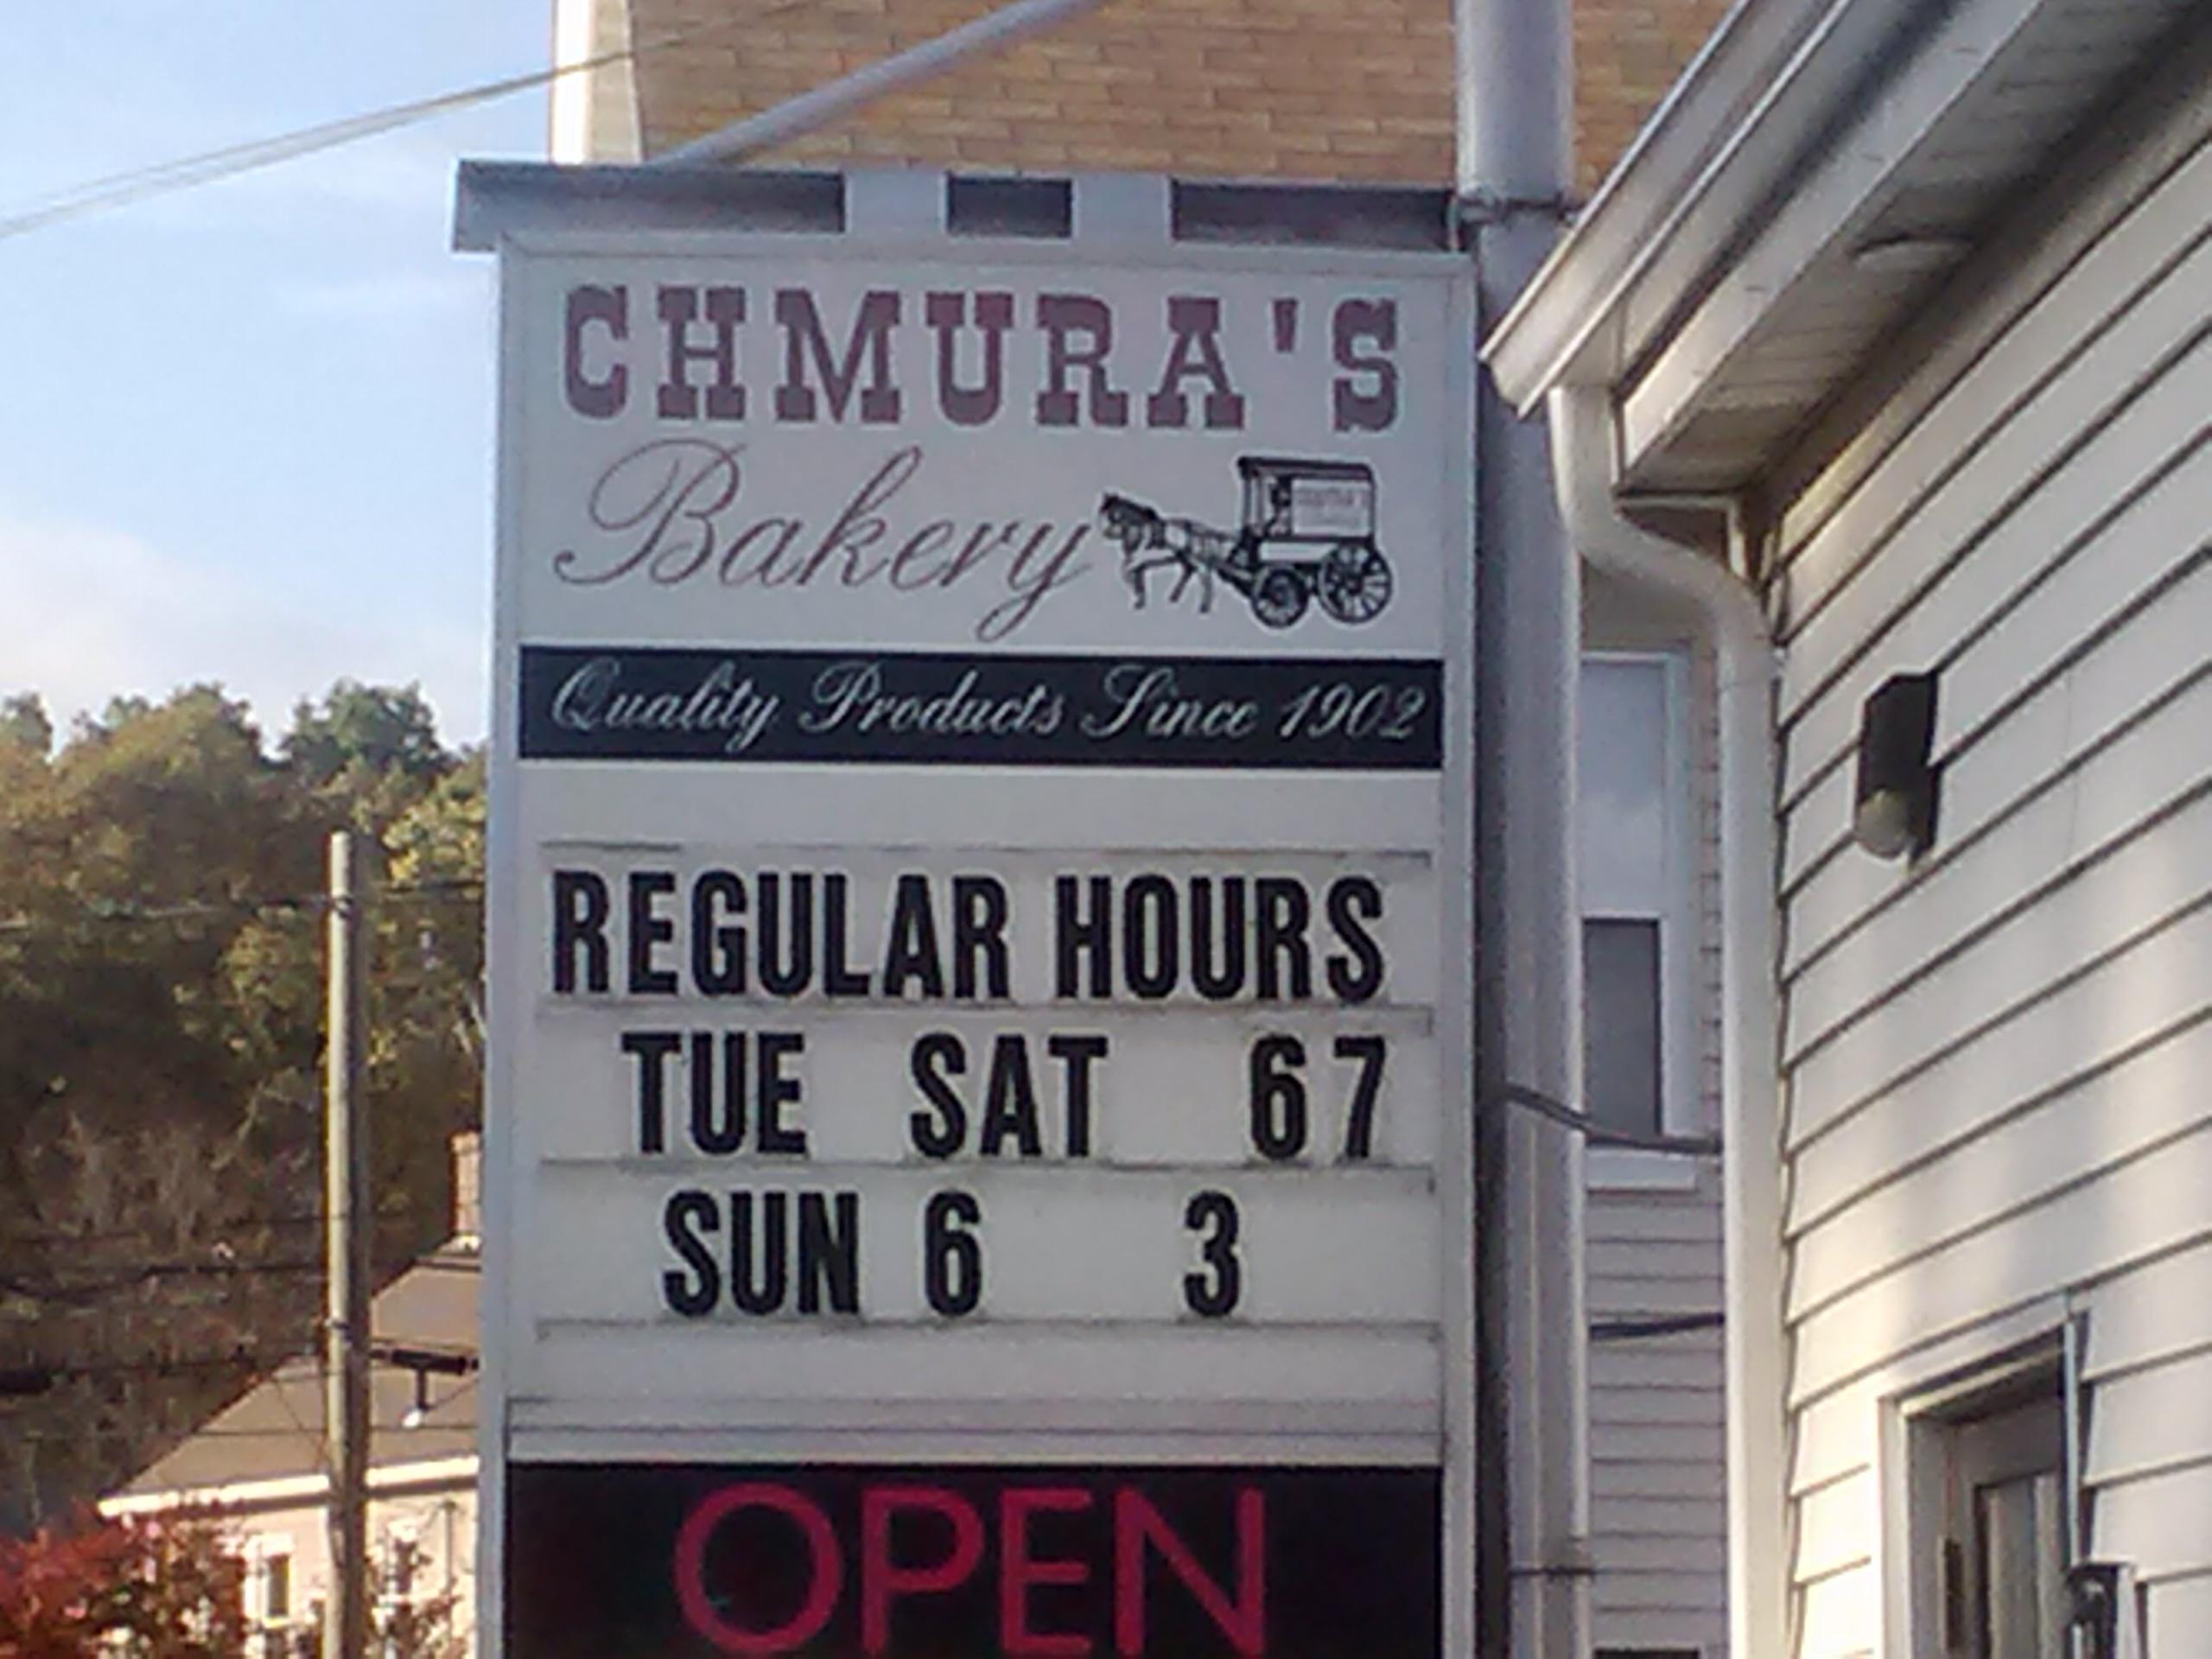 CHMURA'S
Bakery
Quality Products Since 1902
REGULAR HOURS
TUE SAT 67
SUN 6 3
OPEN